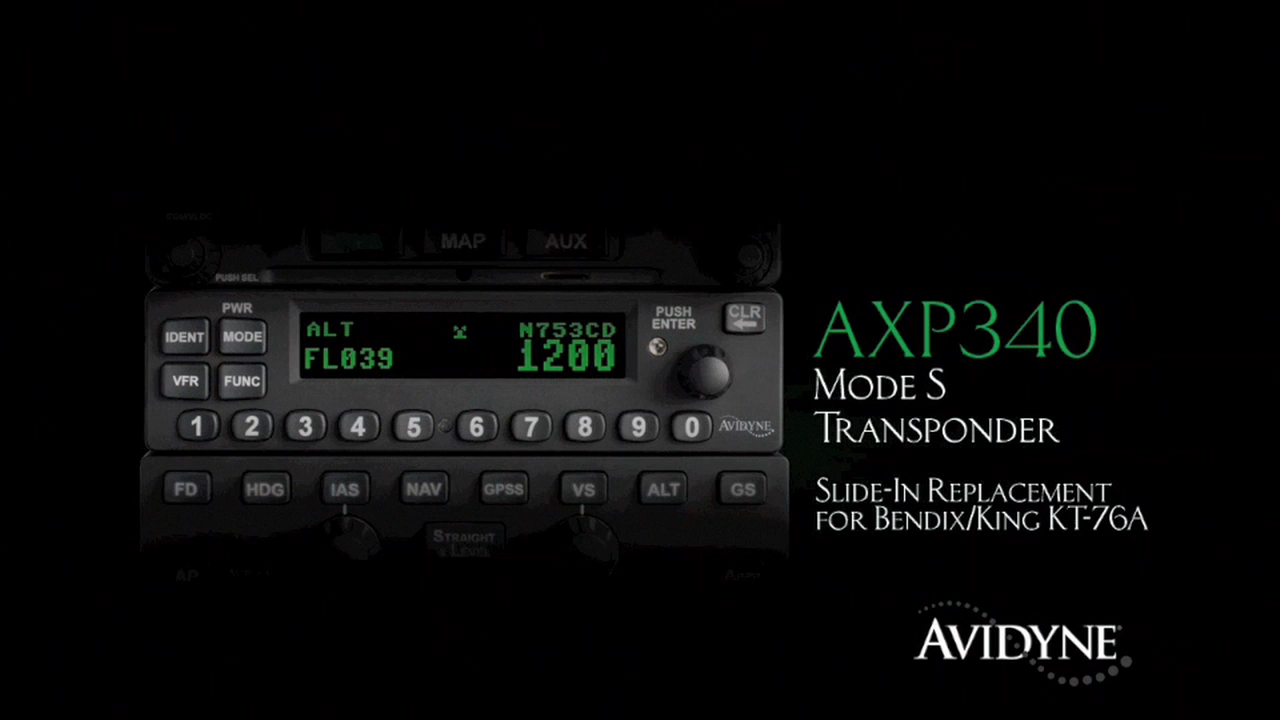 MAP AUX
PUSH SEL
PWR
IDENT MODE
VFR FUNC
ALT N753CD
FL039 1200
PUSH
ENTER
CLR
1 2 3 4 5 6 7 8 9 0 AVIDYNE
FD HDG IAS NAV GPSS VS ALT GS
STRAIGHT
& LEVEL
AP
AXP340
MODE S
TRANSPONDER
SLIDE-IN REPLACEMENT
FOR BENDIX/KING KT-76A
AVIDYNE